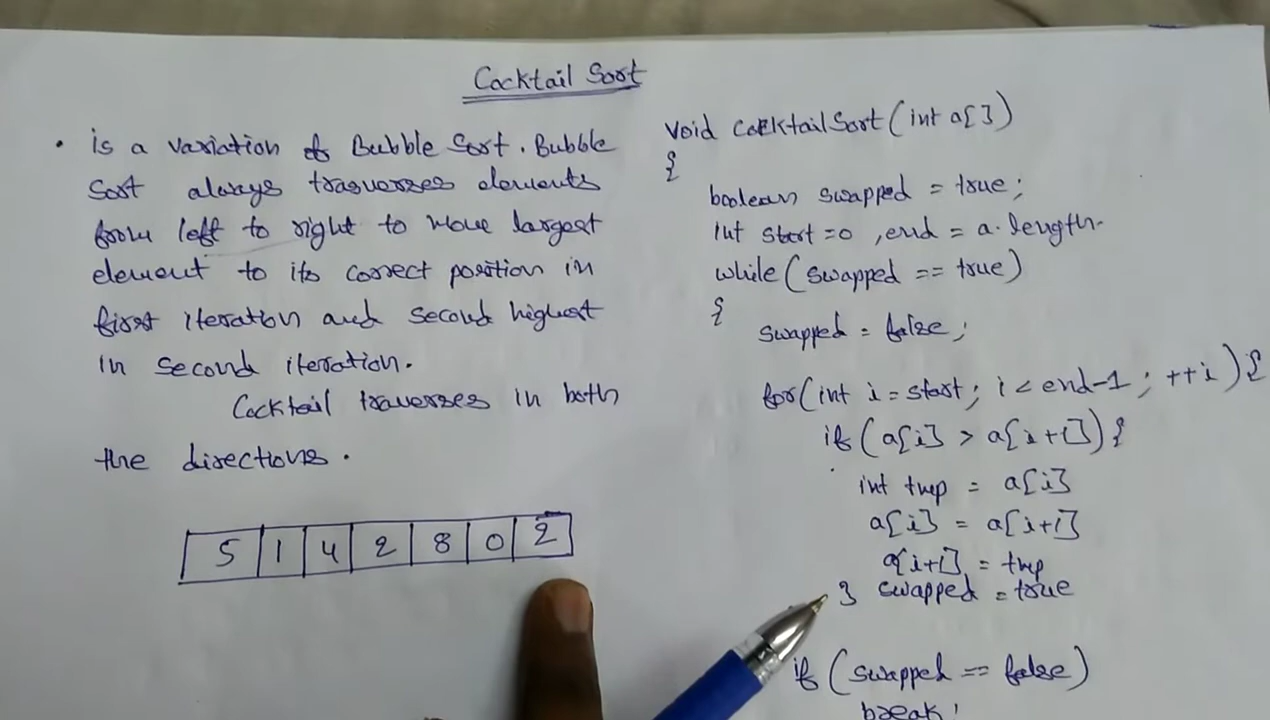 Cocktail Sort
• is a variation of Bubble Sort. Bubble
Sort always traverses elements
from left to right to move largest
element to its correct position in
first iteration and second highest
in second iteration.
Cocktail traverses in both
the directions.
5 1 4 2 8 0 2
void cocktailSort(int a[])
{
boolean swapped = true;
int start=0 ,end = a.length.
while(swapped == true)
{
swapped = false;
for(int i=start; i<end-1; ++i){
if(a[i] > a[i+1]){
int tmp = a[i]
a[i] = a[i+1]
a[i+1] = tmp
} swapped = true
if(swapped == false)
break;